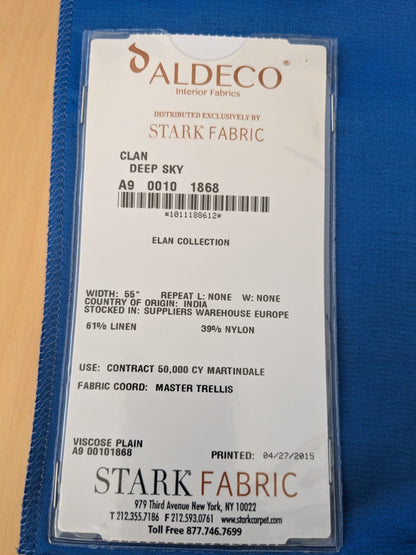 ALDECO®
Interior Fabrics
DISTRIBUTED EXCLUSIVELY BY
STARK FABRIC
CLAN
DEEP SKY
A9 0010 1868
*1011188612*
ELAN COLLECTION
WIDTH: 55" REPEAT L: NONE W: NONE
COUNTRY OF ORIGIN: INDIA
STOCKED IN: SUPPLIERS WAREHOUSE EUROPE
61% LINEN 39% NYLON
USE: CONTRACT 50,000 CY MARTINDALE
FABRIC COORD: MASTER TRELLIS
VISCOSE PLAIN
A9 00101868 PRINTED: 04/27/2015
STARK® FABRIC
979 Third Avenue New York, NY 10022
T 212.355.7186 F 212.593.0761 www.starkcarpet.com
Toll Free 877.746.7699